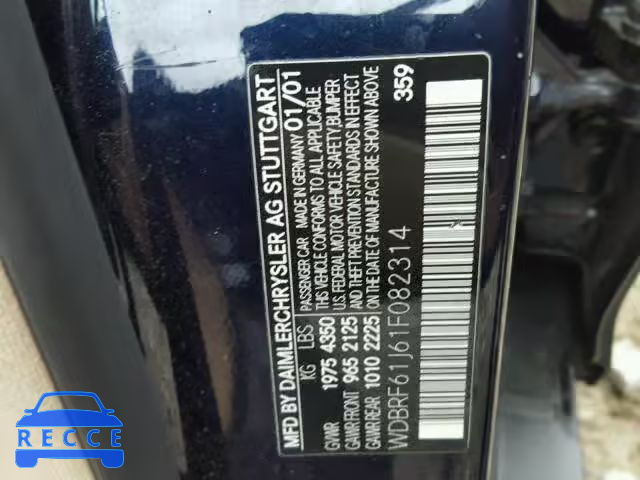 MFD BY DAIMLERCHRYSLER AG STUTTGART
KG LBS PASSENGER CAR MADE IN GERMANY 01/01
GVWR 1975 4350 THIS VEHICLE CONFORMS TO ALL APPLICABLE
GAWR FRONT 965 2125 U.S. FEDERAL MOTOR VEHICLE SAFETY BUMPER
GAWR REAR 1010 2225 AND THEFT PREVENTION STANDARDS IN EFFECT
ON THE DATE OF MANUFACTURE SHOWN ABOVE
WDBRF61J61F082314 359
RECCE